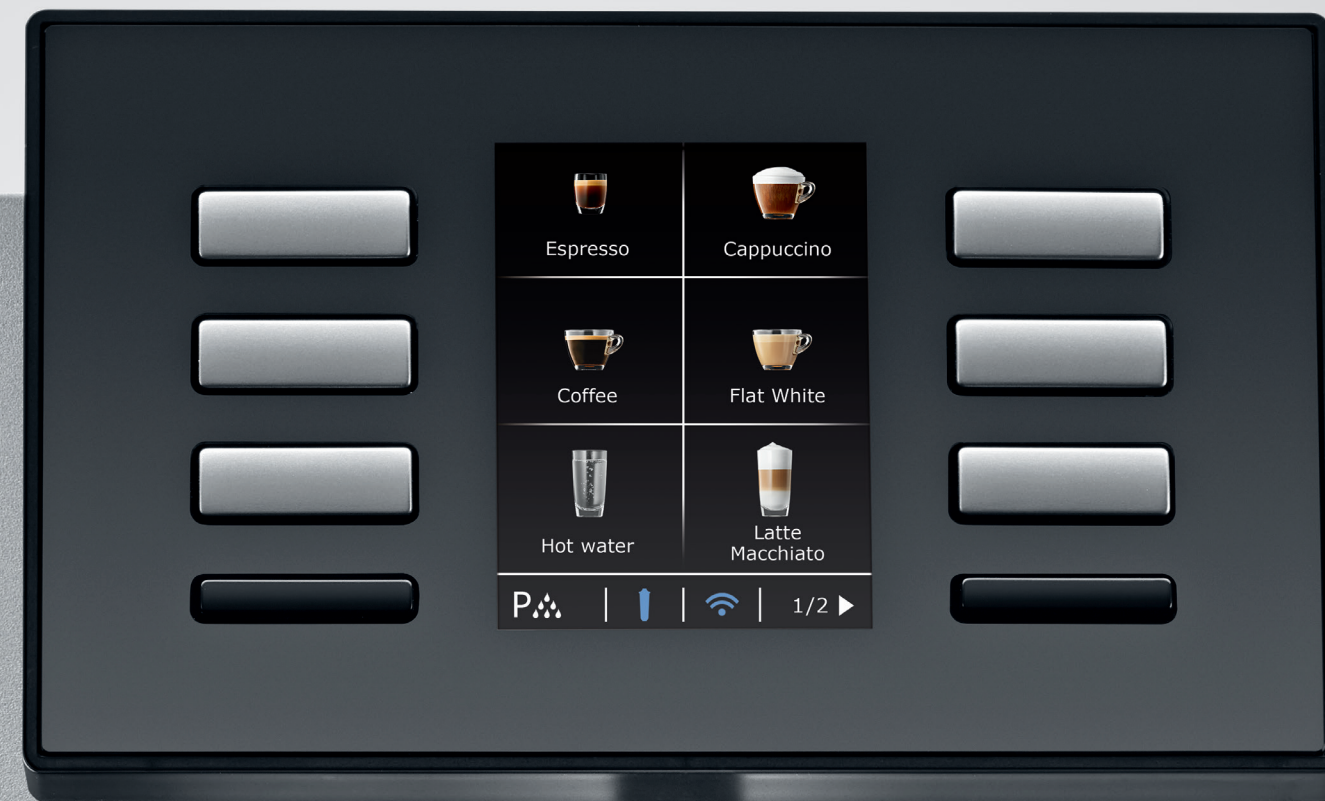 Espresso
Cappuccino
Coffee
Flat White
Hot water
Latte
Macchiato
P
1/2